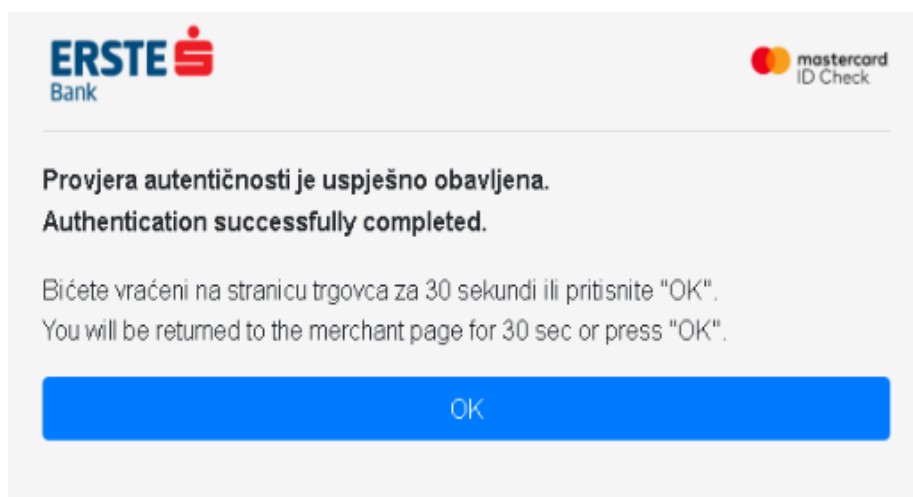 ERSTE
Bank
mastercard
ID Check
Provjera autentičnosti je uspješno obavljena.
Authentication successfully completed.
Bićete vraćeni na stranicu trgovca za 30 sekundi ili pritisnite "OK".
You will be returned to the merchant page for 30 sec or press "OK".
OK